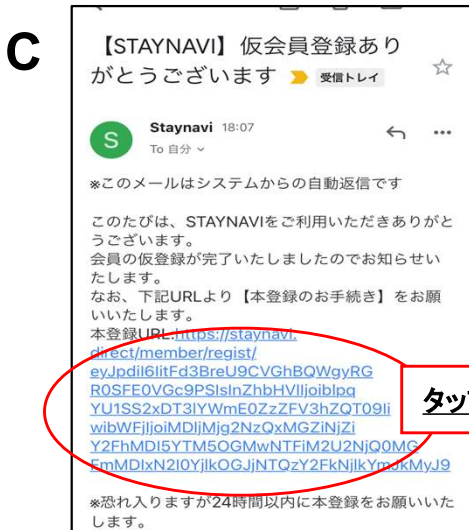 C
【STAYNAVI】仮会員登録あり
がとうございます 受信トレイ
S
Staynavi 18:07
To 自分
※このメールはシステムからの自動返信です
このたびは、STAYNAVIをご利用いただきありがと
うございます。
会員の仮登録が完了いたしましたのでお知らせい
たします。
なお、下記URLより【本登録のお手続き】をお願
いいたします。
本登録URL:https://staynavi.
direct/member/regist/
eyJpdiI6IitFd3BreU9CVGhBQWgyRG
R0SFE0VGc9PSIsInZhbHVlIjoiblpq
YU1SS2xDT3lYWmE0ZzZFV3hZQT09Ii
wibWFjIjoiMDljMjg2NzQxMGZiNjZi
Y2FhMDI5YTM5OGMwNTFiM2U2NjQ0MG
FmMDIxN2I0YjlkOGJjNTQzY2FkNjlkYmJkMyJ9
タッ
※恐れ入りますが24時間以内に本登録をお願いいた
します。